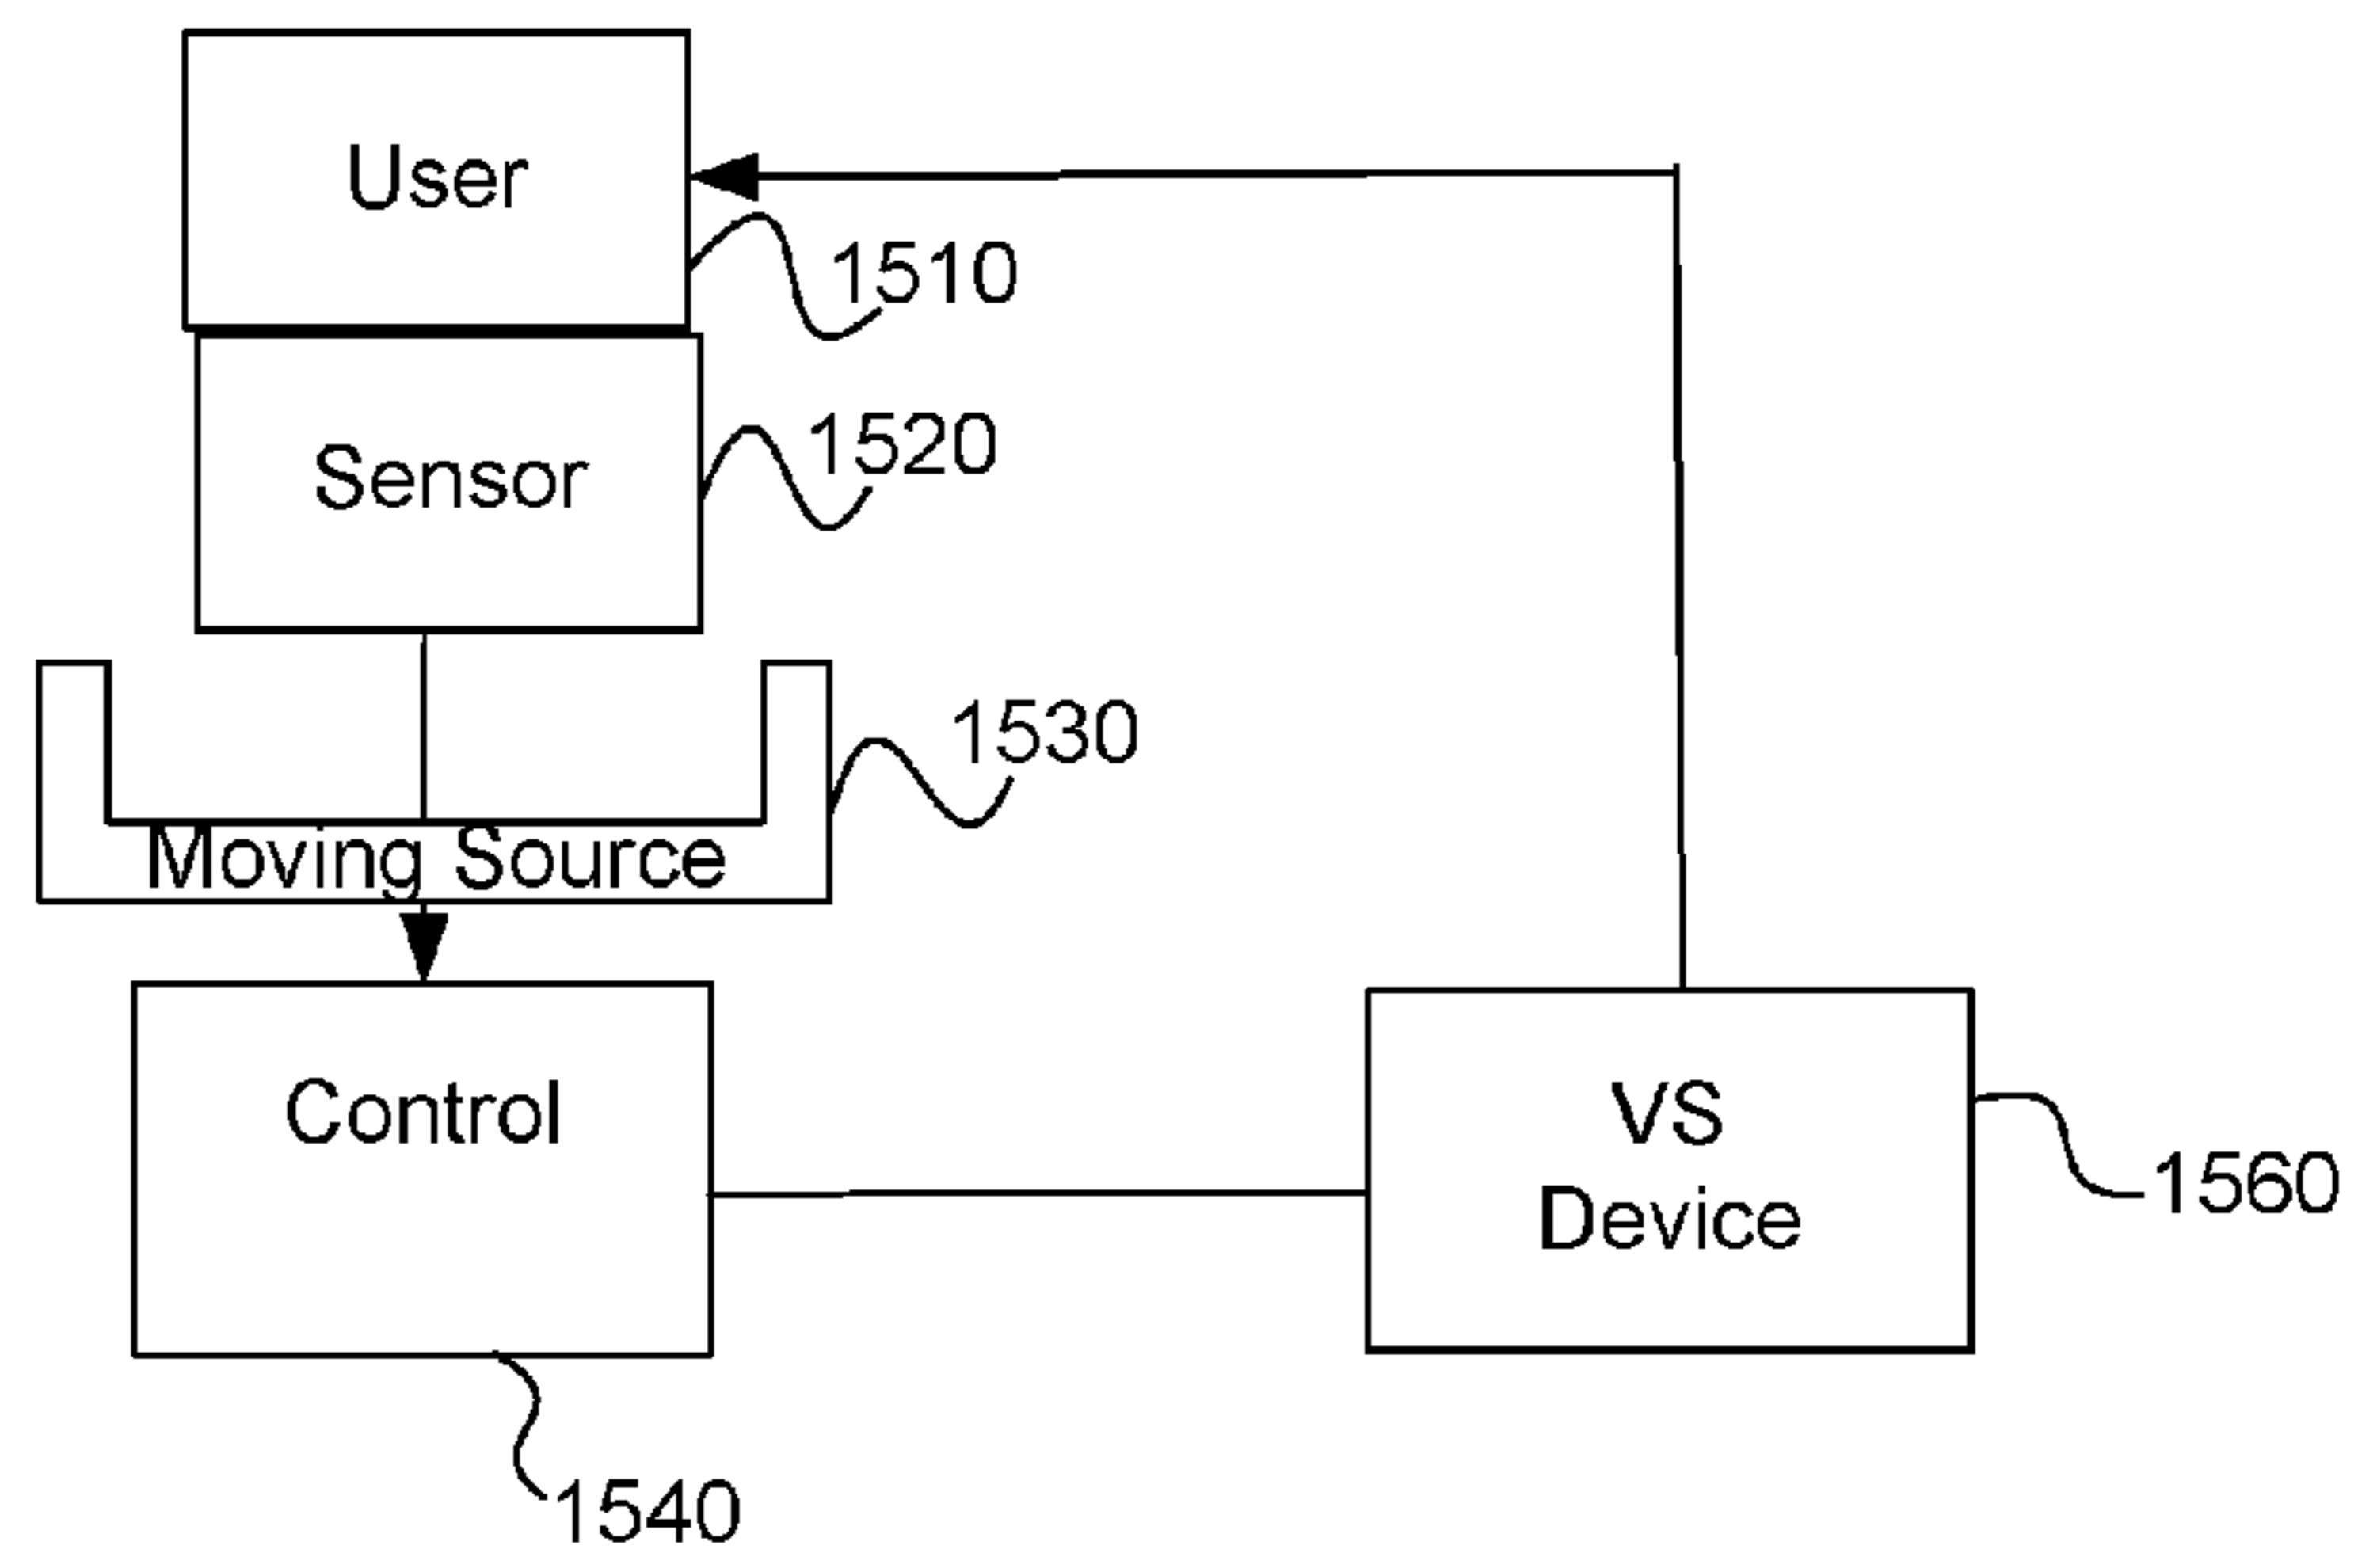 User
1510
Sensor
1520
1530
Moving Source
Control
VS
Device
1560
1540